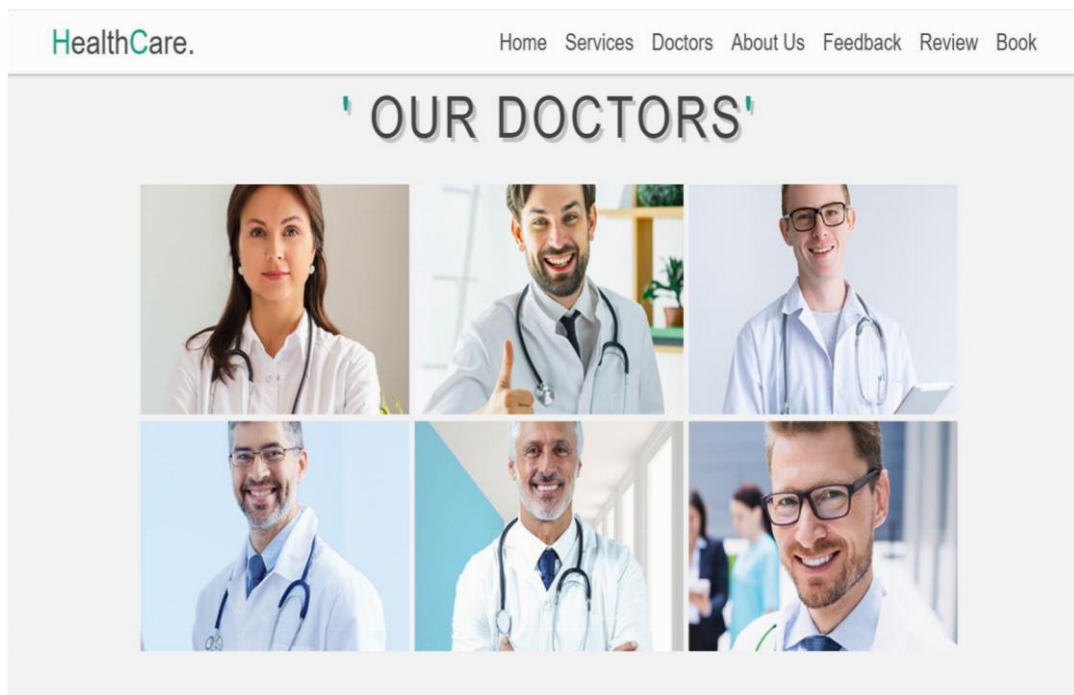 HealthCare.
Home Services Doctors About Us Feedback Review Book
' OUR DOCTORS'